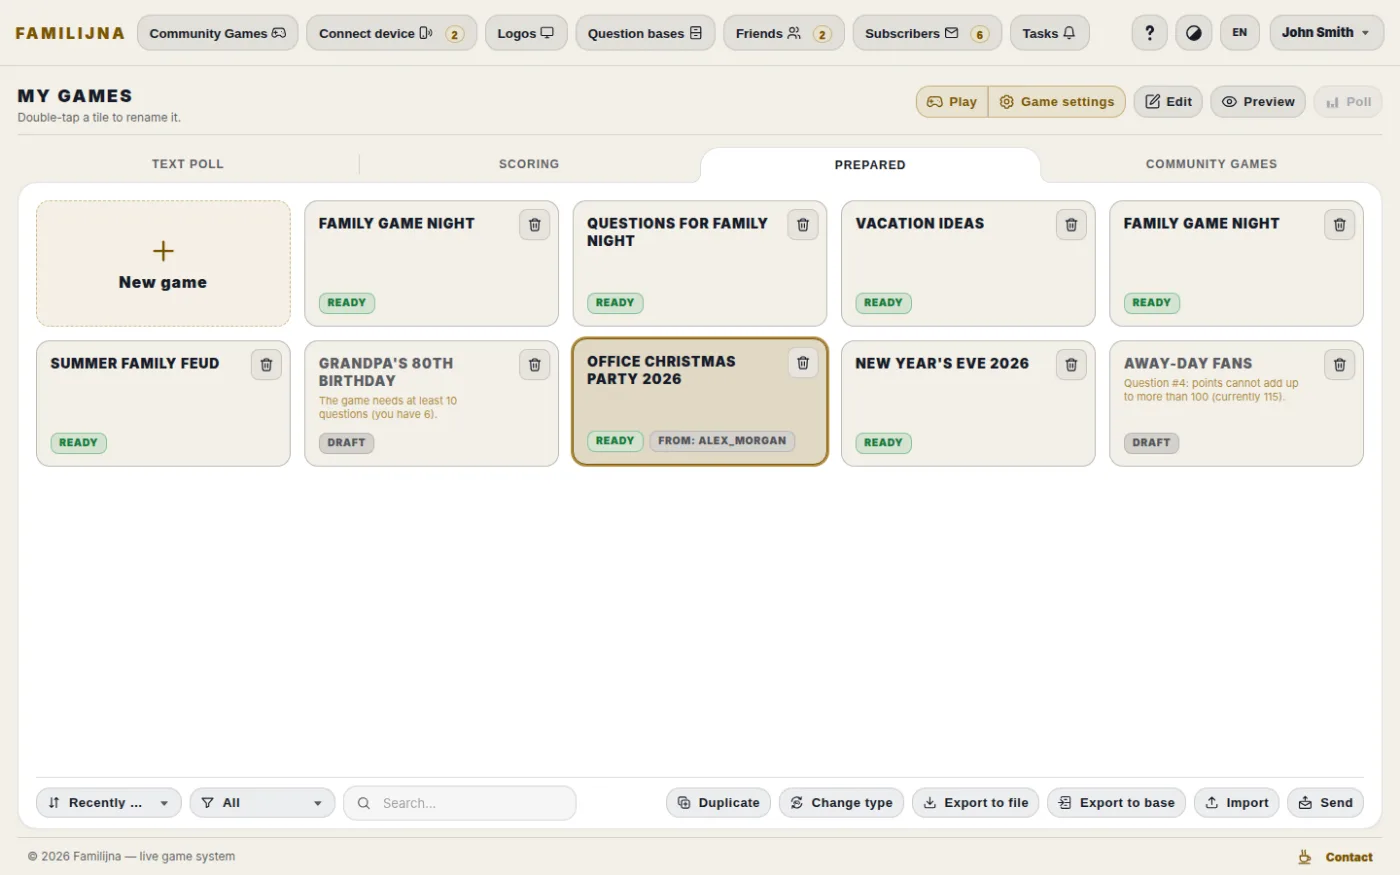 FAMILIJNA
Community Games
Connect device 2
Logos
Question bases
Friends 2
Subscribers 6
Tasks
?
EN
John Smith
MY GAMES
Double-tap a tile to rename it.
Play
Game settings
Edit
Preview
Poll
TEXT POLL
SCORING
PREPARED
COMMUNITY GAMES
New game
FAMILY GAME NIGHT
READY
QUESTIONS FOR FAMILY
NIGHT
READY
VACATION IDEAS
READY
FAMILY GAME NIGHT
READY
SUMMER FAMILY FEUD
READY
GRANDPA'S 80TH
BIRTHDAY
The game needs at least 10
questions (you have 6).
DRAFT
OFFICE CHRISTMAS
PARTY 2026
READY
FROM: ALEX_MORGAN
NEW YEAR'S EVE 2026
READY
AWAY-DAY FANS
Question #4: points cannot add up
to more than 100 (currently 115).
DRAFT
Recently ...
All
Search...
Duplicate
Change type
Export to file
Export to base
Import
Send
© 2026 Familijna — live game system
Contact